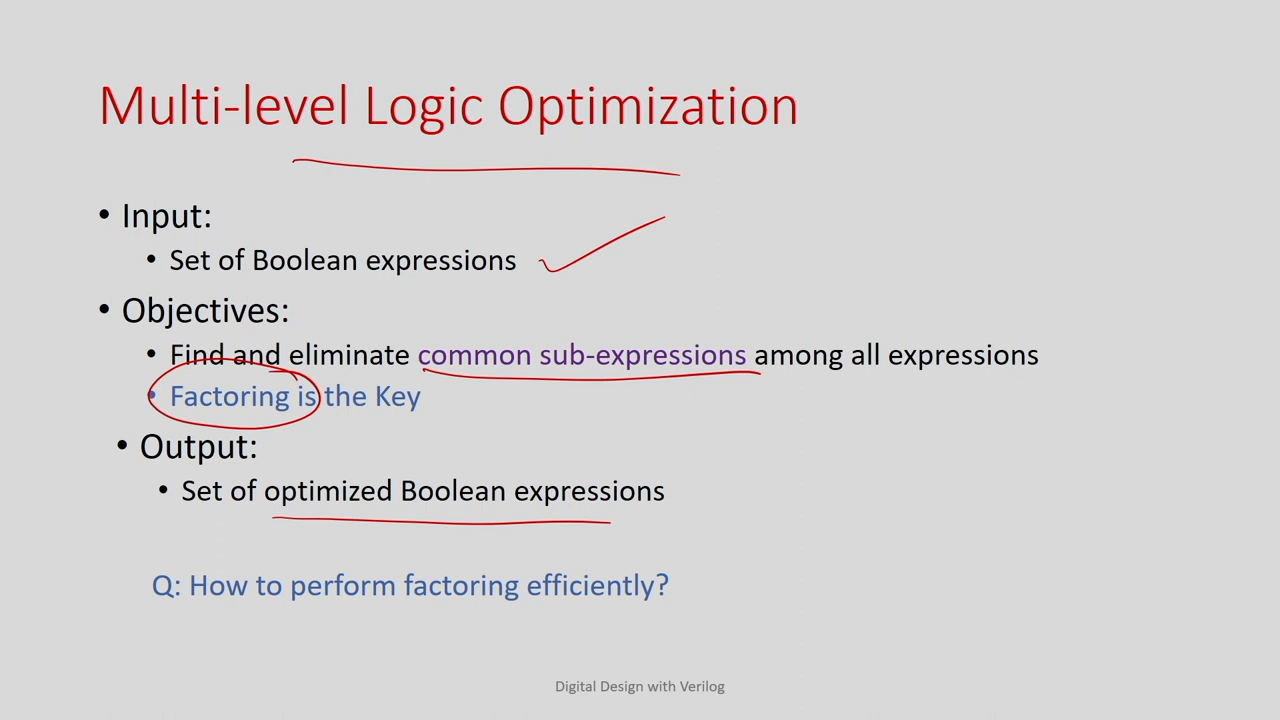 Multi-level Logic Optimization
• Input:
• Set of Boolean expressions
• Objectives:
• Find and eliminate common sub-expressions among all expressions
• Factoring is the Key
• Output:
• Set of optimized Boolean expressions
Q: How to perform factoring efficiently?
Digital Design with Verilog